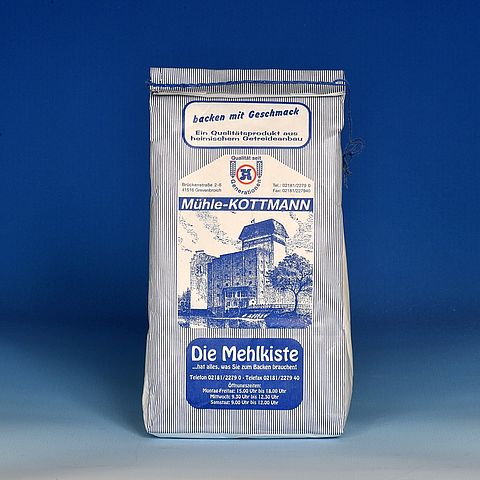 backen mit Geschmack
Ein Qualitätsprodukt aus
heimischem Getreideanbau
Qualität seit
Generationen
Brückenstraße 2-6
41516 Grevenbroich
Tel.: 02181/2279 0
Fax: 02181/227940
Mühle-KOTTMANN
Die Mehlkiste
...hat alles, was Sie zum Backen brauchen!
Telefon 02181/2279 0 - Telefax 02181/2279 40
Öffnungszeiten:
Montag-Freitag: 15.00 Uhr bis 18.00 Uhr
Mittwoch: 9.30 Uhr bis 12.30 Uhr
Samstag: 9.00 Uhr bis 12.00 Uhr